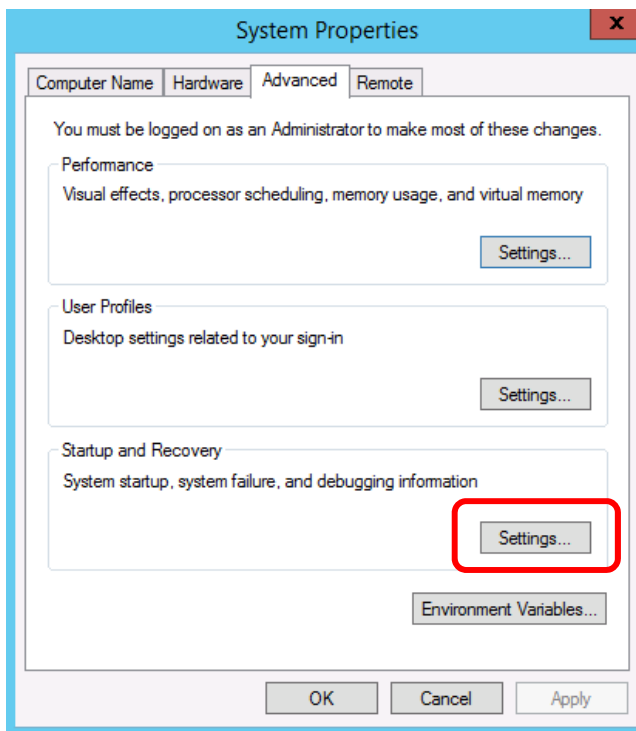 System Properties
x
Computer Name Hardware Advanced Remote
You must be logged on as an Administrator to make most of these changes.
Performance
Visual effects, processor scheduling, memory usage, and virtual memory
Settings...
User Profiles
Desktop settings related to your sign-in
Settings...
Startup and Recovery
System startup, system failure, and debugging information
Settings...
Environment Variables...
OK Cancel Apply